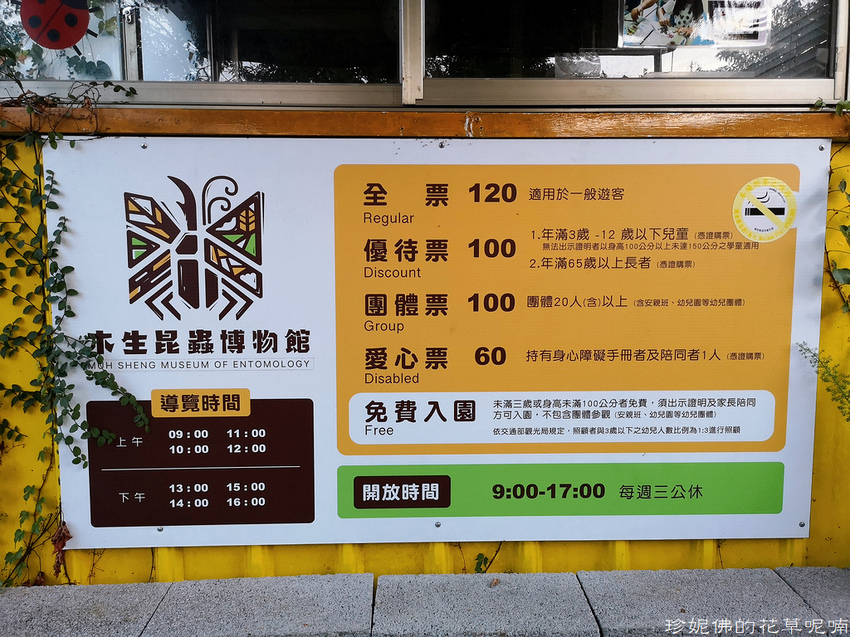 木生昆蟲博物館
MUH SHENG MUSEUM OF ENTOMOLOGY
導覽時間
上午
09:00 11:00
10:00 12:00
下午
13:00 15:00
14:00 16:00
全票 120 適用於一般遊客
Regular
優待票 100
Discount
1.年滿3歲 -12 歲以下兒童 (憑證購票)
無法出示證明者以身高100公分以上未達150公分之學童適用
2.年滿65歲以上長者 (憑證購票)
團體票 100 團體20人(含)以上 (含安親班、幼兒園等幼兒團體)
Group
愛心票 60 持有身心障礙手冊者及陪同者1人 (憑證購票)
Disabled
免費入園
Free
未滿三歲或身高未滿100公分者免費,須出示證明及家長陪同
方可入園,不包含團體參觀 (安親班、幼兒園等幼兒團體)
依交通部觀光局規定,照顧者與3歲以下之幼兒人數比例為1:3進行照顧
開放時間 9:00-17:00 每週三公休
珍妮佛的花草呢喃